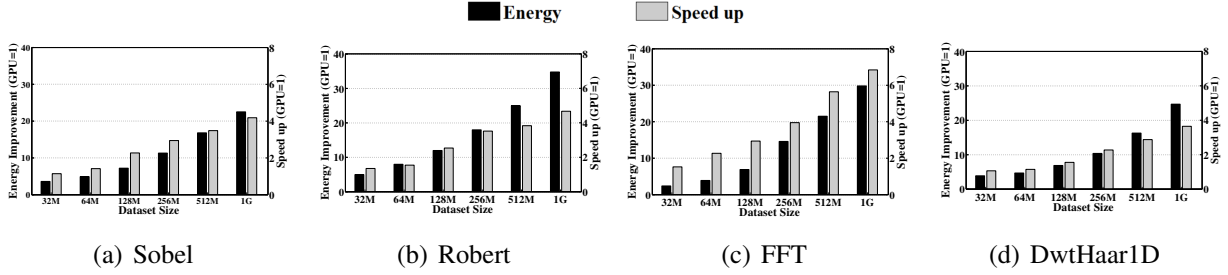 Energy Speed up
Energy Improvement (GPU=1)
40
30
20
10
0
32M 64M 128M 256M 512M 1G
Dataset Size
8
6
4
2
0
Speed up (GPU=1)
(a) Sobel
Energy Improvement (GPU=1)
40
30
20
10
0
32M 64M 128M 256M 512M 1G
Dataset Size
8
6
4
2
0
Speed up (GPU=1)
(b) Robert
Energy Improvement (GPU=1)
40
30
20
10
0
32M 64M 128M 256M 512M 1G
Dataset Size
8
6
4
2
0
Speed up (GPU=1)
(c) FFT
Energy Improvement (GPU=1)
40
30
20
10
0
32M 64M 128M 256M 512M 1G
Dataset Size
8
6
4
2
0
Speed up (GPU=1)
(d) DwtHaar1D